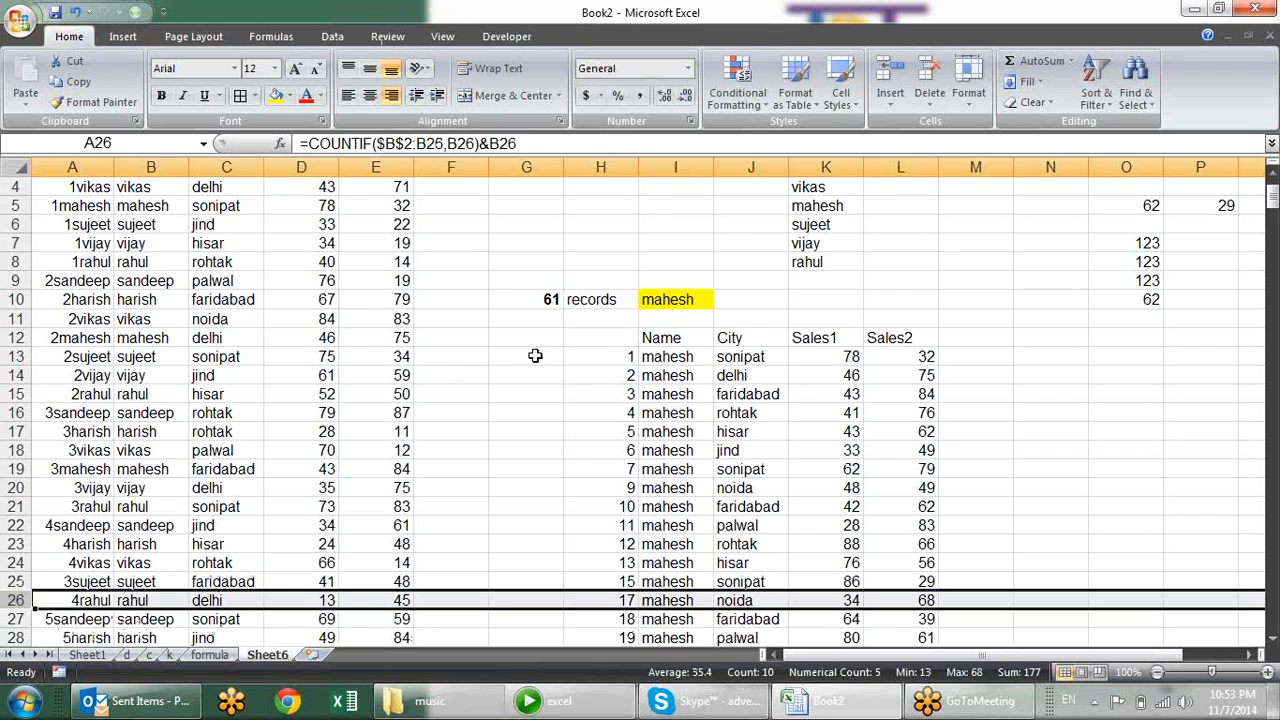 Book2 - Microsoft Excel
Home Insert Page Layout Formulas Data Review View Developer
Cut
Copy
Format Painter
Paste
Clipboard
Arial 12
B I U
Font
Wrap Text
Merge & Center
Alignment
General
$ % ,
Number
Conditional Formatting
Format as Table
Cell Styles
Styles
Insert
Delete
Format
Cells
AutoSum
Fill
Clear
Sort & Filter
Find & Select
Editing
A26 fx =COUNTIF($B$2:B26,B26)&B26
A B C D E F G H I J K L M N O P
4 1vikas vikas delhi 43 71 vikas
5 1mahesh mahesh sonipat 78 32 mahesh 62 29
6 1sujeet sujeet jind 33 22 sujeet
7 1vijay vijay hisar 34 19 vijay 123
8 1rahul rahul rohtak 40 14 rahul 123
9 2sandeep sandeep palwal 76 19 123
10 2harish harish faridabad 67 79 61 records mahesh 62
11 2vikas vikas noida 84 83
12 2mahesh mahesh delhi 46 75 Name City Sales1 Sales2
13 2sujeet sujeet sonipat 75 34 1 mahesh sonipat 78 32
14 2vijay vijay jind 61 59 2 mahesh delhi 46 75
15 2rahul rahul hisar 52 50 3 mahesh faridabad 43 84
16 3sandeep sandeep rohtak 79 87 4 mahesh rohtak 41 76
17 3harish harish rohtak 28 11 5 mahesh hisar 43 62
18 3vikas vikas palwal 70 12 6 mahesh jind 33 49
19 3mahesh mahesh faridabad 43 84 7 mahesh sonipat 62 79
20 3vijay vijay delhi 35 75 9 mahesh noida 48 49
21 3rahul rahul sonipat 73 83 10 mahesh faridabad 42 62
22 4sandeep sandeep jind 34 61 11 mahesh palwal 28 83
23 4harish harish hisar 24 48 12 mahesh rohtak 88 66
24 4vikas vikas rohtak 66 14 13 mahesh hisar 76 56
25 3sujeet sujeet faridabad 41 48 15 mahesh sonipat 86 29
26 4rahul rahul delhi 13 45 17 mahesh noida 34 68
27 5sandeep sandeep sonipat 69 59 18 mahesh faridabad 64 39
28 5harish harish jind 49 84 19 mahesh palwal 80 61
Sheet1 d c k formula Sheet6
Ready Average: 35.4 Count: 10 Numerical Count: 5 Min: 13 Max: 68 Sum: 177 100%
Sent Items - P... music excel Skype™ - adve... Book2 GoToMeeting EN 10:33 PM
11/7/2014